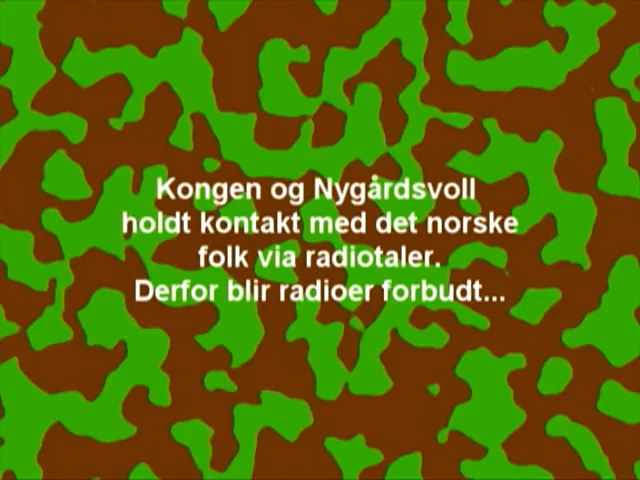 Kongen og Nygårdsvoll
holdt kontakt med det norske
folk via radiotaler.
Derfor blir radioer forbudt...